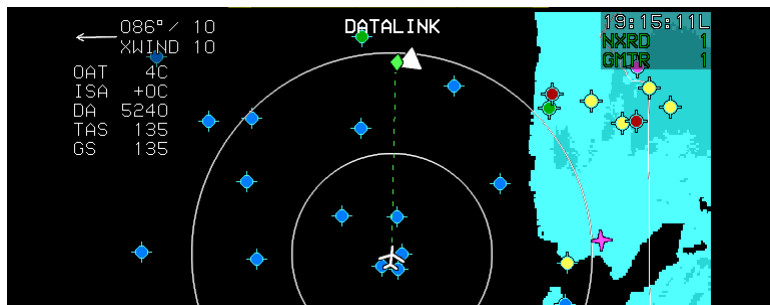 086°/ 10
XWIND 10
OAT 4C
ISA +0C
DA 5240
TAS 135
GS 135
DATALINK
19:15:11L
NXRD 1
GMTR 1